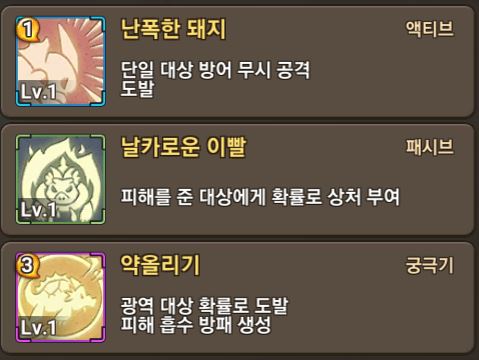 1
난폭한 돼지
액티브
단일 대상 방어 무시 공격
도발
Lv.1
날카로운 이빨
패시브
피해를 준 대상에게 확률로 상처 부여
Lv.1
3
약올리기
궁극기
광역 대상 확률로 도발
피해 흡수 방패 생성
Lv.1